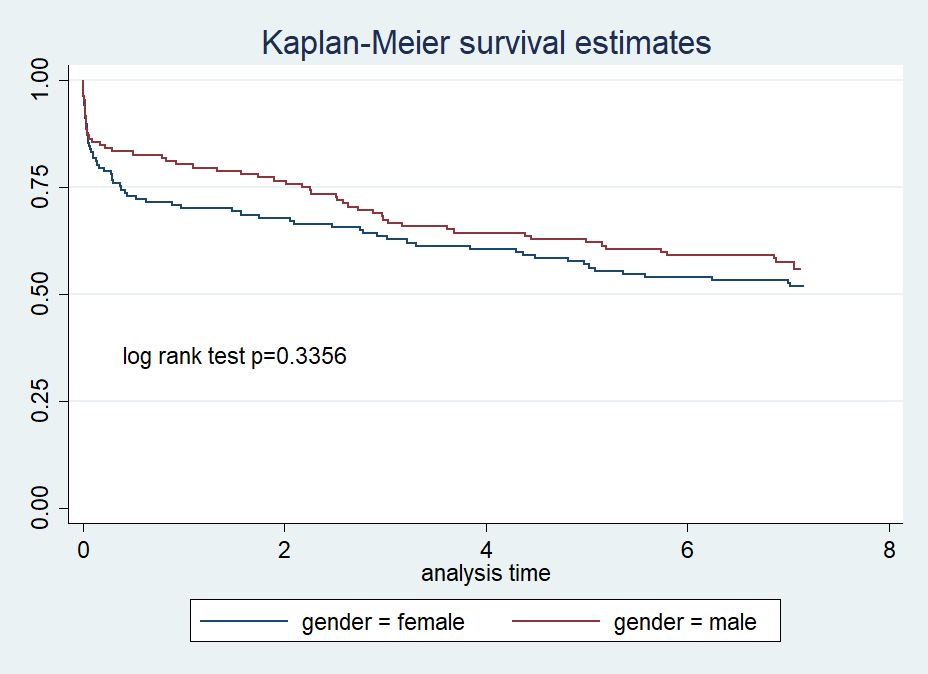 Kaplan-Meier survival estimates
1.00
0.75
0.50
0.25
0.00
log rank test p=0.3356
0 2 4 6 8
analysis time
gender = female gender = male